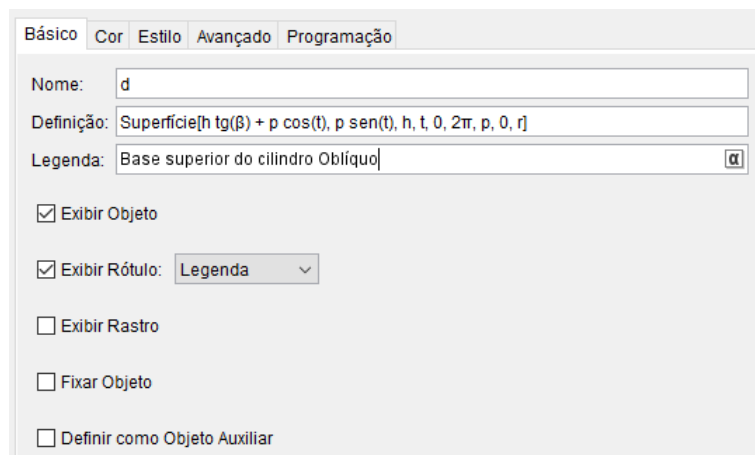 Básico Cor Estilo Avançado Programação
Nome: d
Definição: Superfície[h tg(β) + p cos(t), p sen(t), h, t, 0, 2π, p, 0, r]
Legenda: Base superior do cilindro Oblíquo α
Exibir Objeto
Exibir Rótulo: Legenda
Exibir Rastro
Fixar Objeto
Definir como Objeto Auxiliar